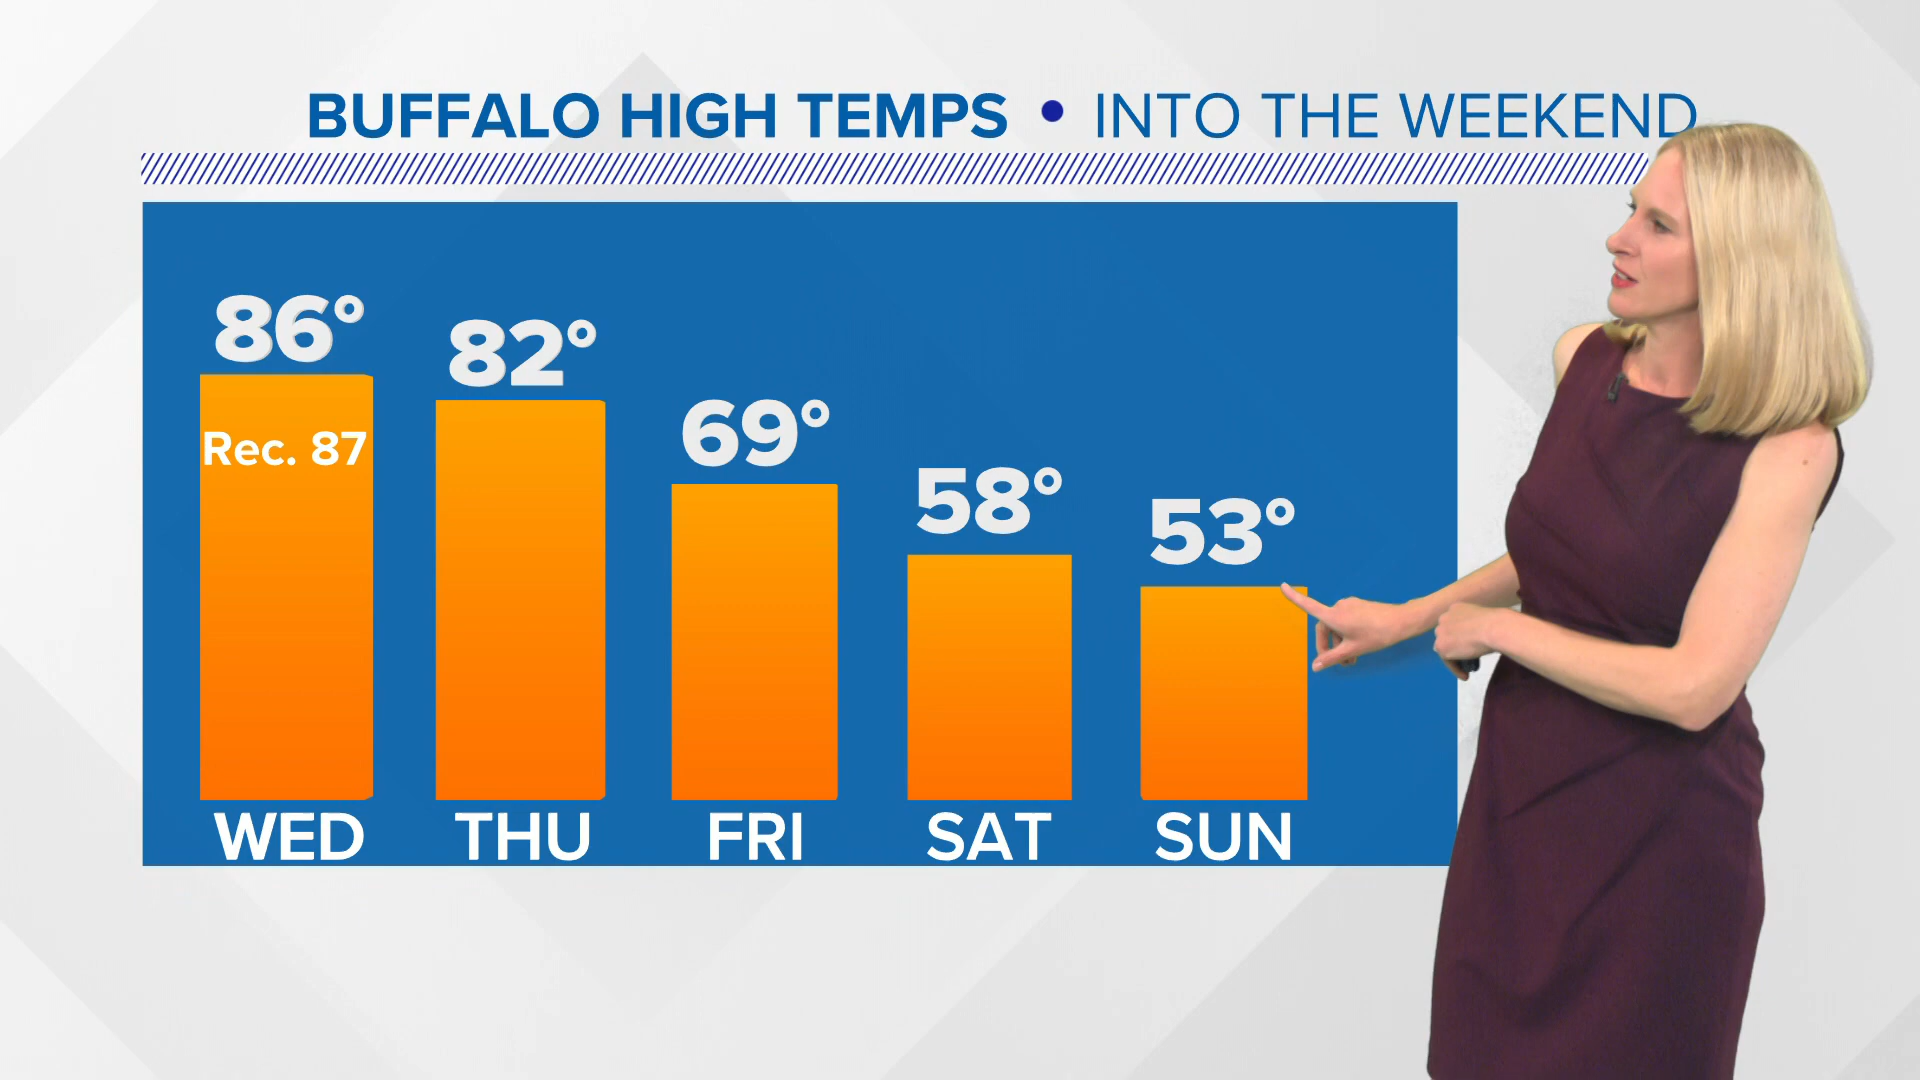 BUFFALO HIGH TEMPS • INTO THE WEEKEND
86° 82° 69° 58° 53°
Rec. 87
WED THU FRI SAT SUN